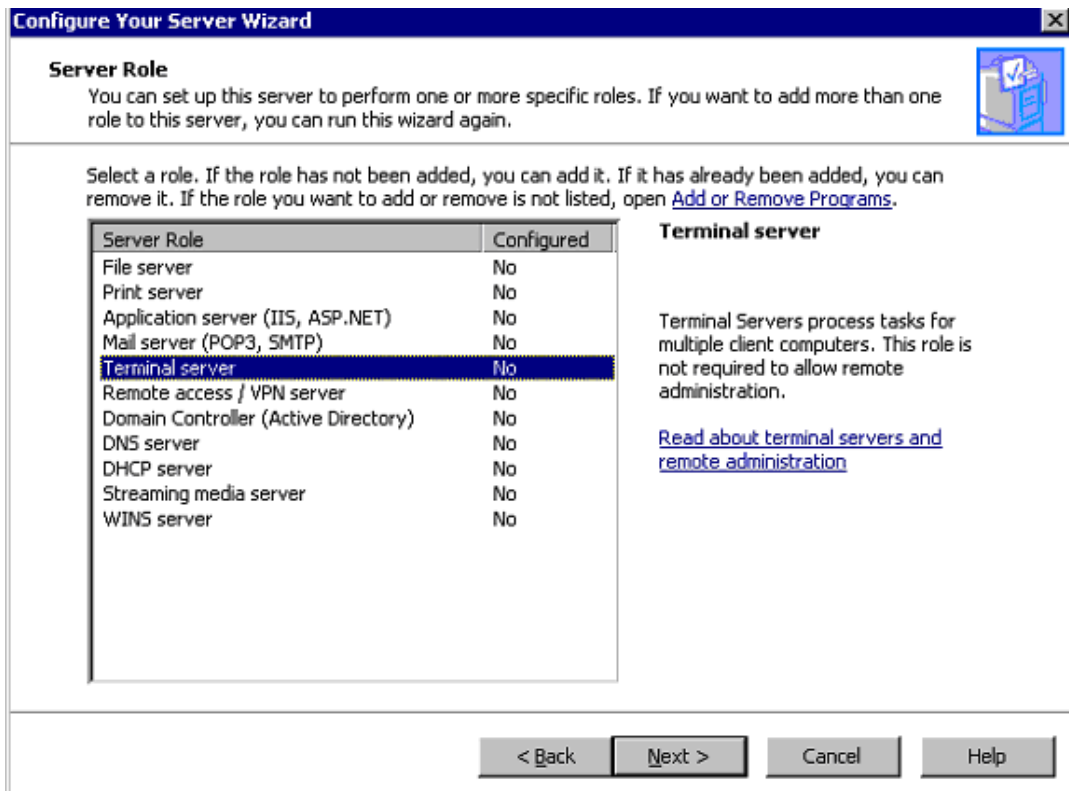 Configure Your Server Wizard
Server Role
You can set up this server to perform one or more specific roles. If you want to add more than one
role to this server, you can run this wizard again.
Select a role. If the role has not been added, you can add it. If it has already been added, you can
remove it. If the role you want to add or remove is not listed, open Add or Remove Programs.
Server Role Configured
File server No
Print server No
Application server (IIS, ASP.NET) No
Mail server (POP3, SMTP) No
Terminal server No
Remote access / VPN server No
Domain Controller (Active Directory) No
DNS server No
DHCP server No
Streaming media server No
WINS server No
Terminal server
Terminal Servers process tasks for
multiple client computers. This role is
not required to allow remote
administration.
Read about terminal servers and
remote administration
< Back Next > Cancel Help